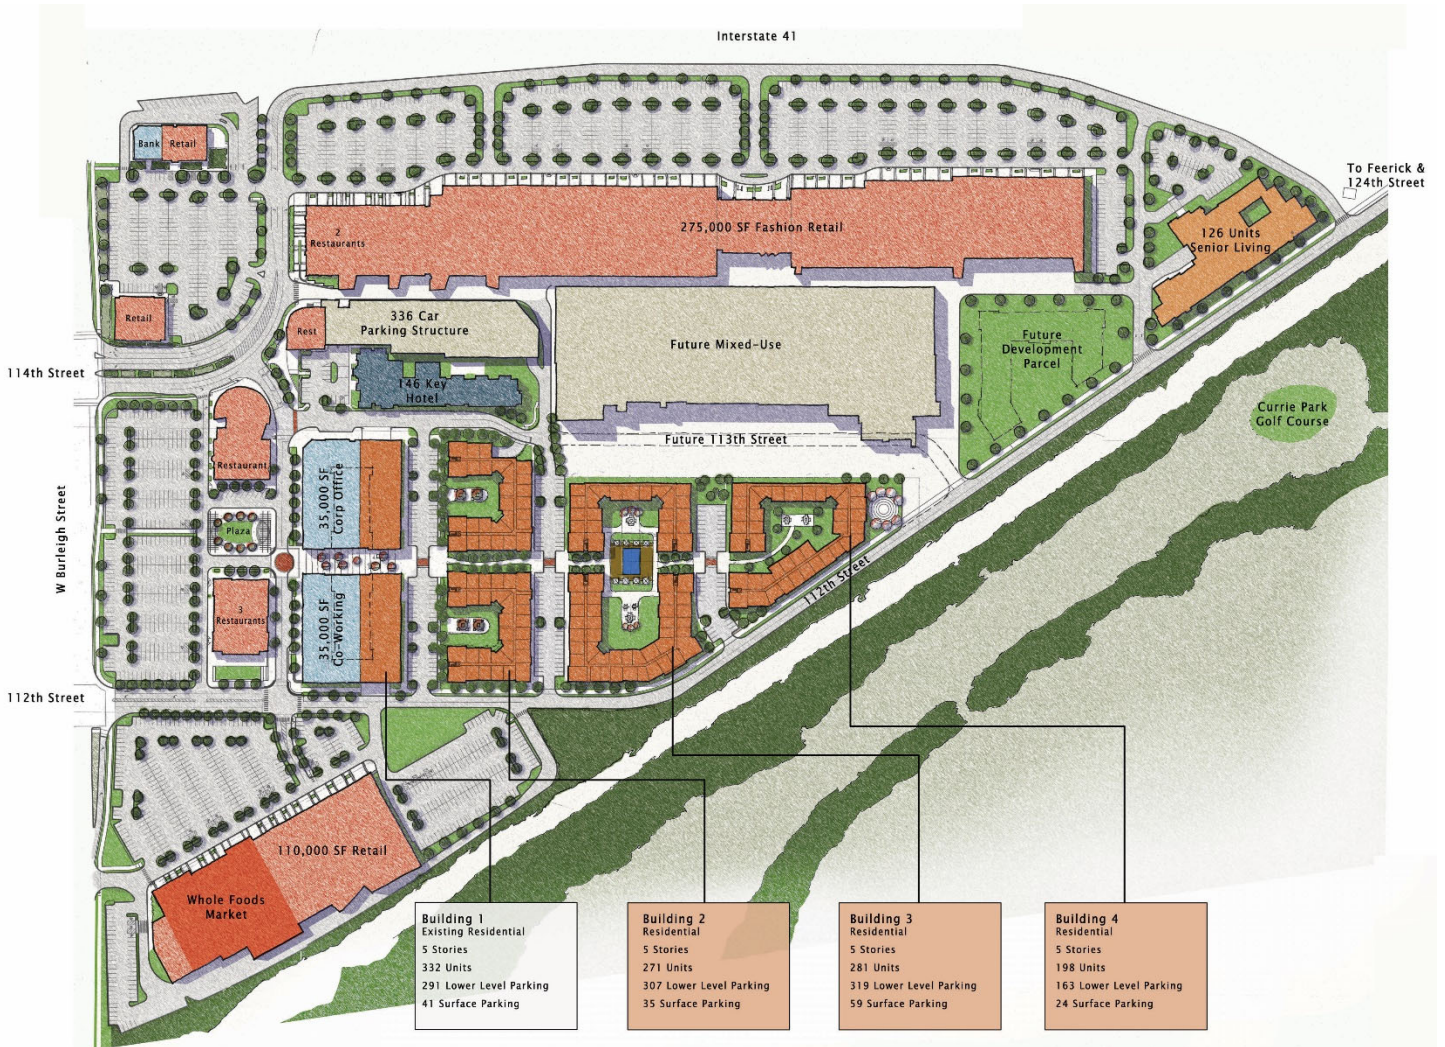 Interstate 41
To Feerick &
124th Street
Bank
Retail
2
Restaurants
275,000 SF Fashion Retail
126 Units
Senior Living
Retail
Rest
336 Car
Parking Structure
Future Mixed-Use
Future
Development
Parcel
114th Street
146 Key
Hotel
Currie Park
Golf Course
Future 113th Street
Restaurant
35,000 SF
Corp Office
W Burleigh Street
Plaza
3
Restaurants
35,000 SF
Co-Working
112th Street
112th Street
110,000 SF Retail
Whole Foods
Market
Building 1
Existing Residential
5 Stories
332 Units
291 Lower Level Parking
41 Surface Parking
Building 2
Residential
5 Stories
271 Units
307 Lower Level Parking
35 Surface Parking
Building 3
Residential
5 Stories
281 Units
319 Lower Level Parking
59 Surface Parking
Building 4
Residential
5 Stories
198 Units
163 Lower Level Parking
24 Surface Parking